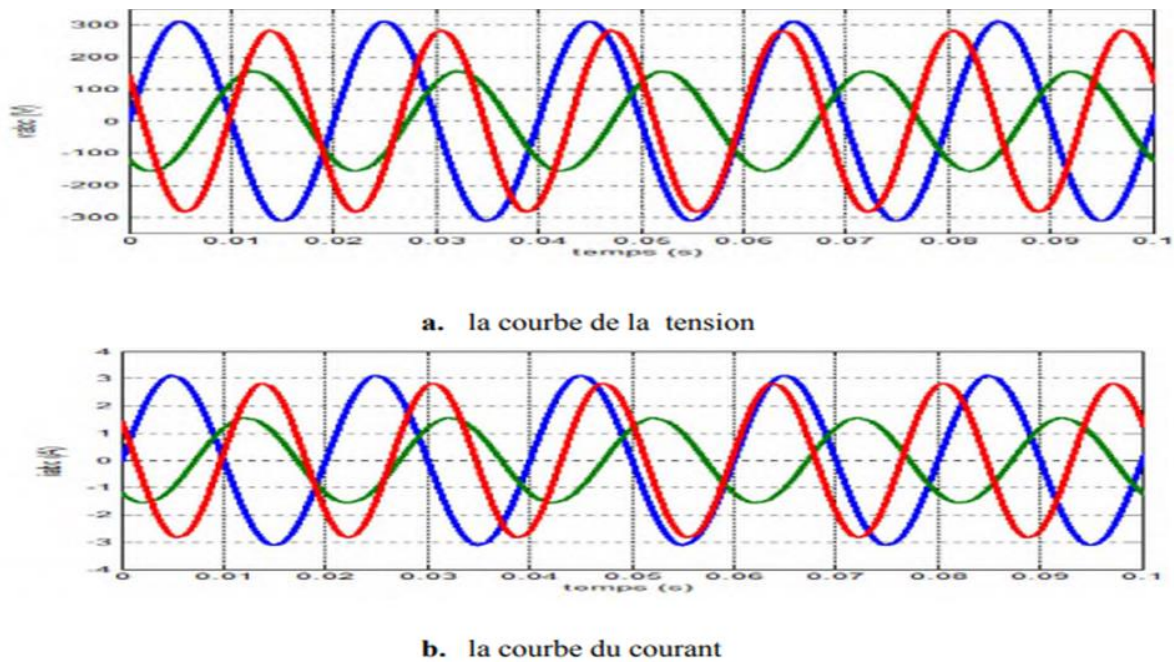 300
200
100
0
-100
-200
-300
vabc (V)
0 0.01 0.02 0.03 0.04 0.05 0.06 0.07 0.08 0.09 0.1
temps (s)
a. la courbe de la tension
4
3
2
1
0
-1
-2
-3
-4
iabc (A)
0 0.01 0.02 0.03 0.04 0.05 0.06 0.07 0.08 0.09 0.1
temps (s)
b. la courbe du courant